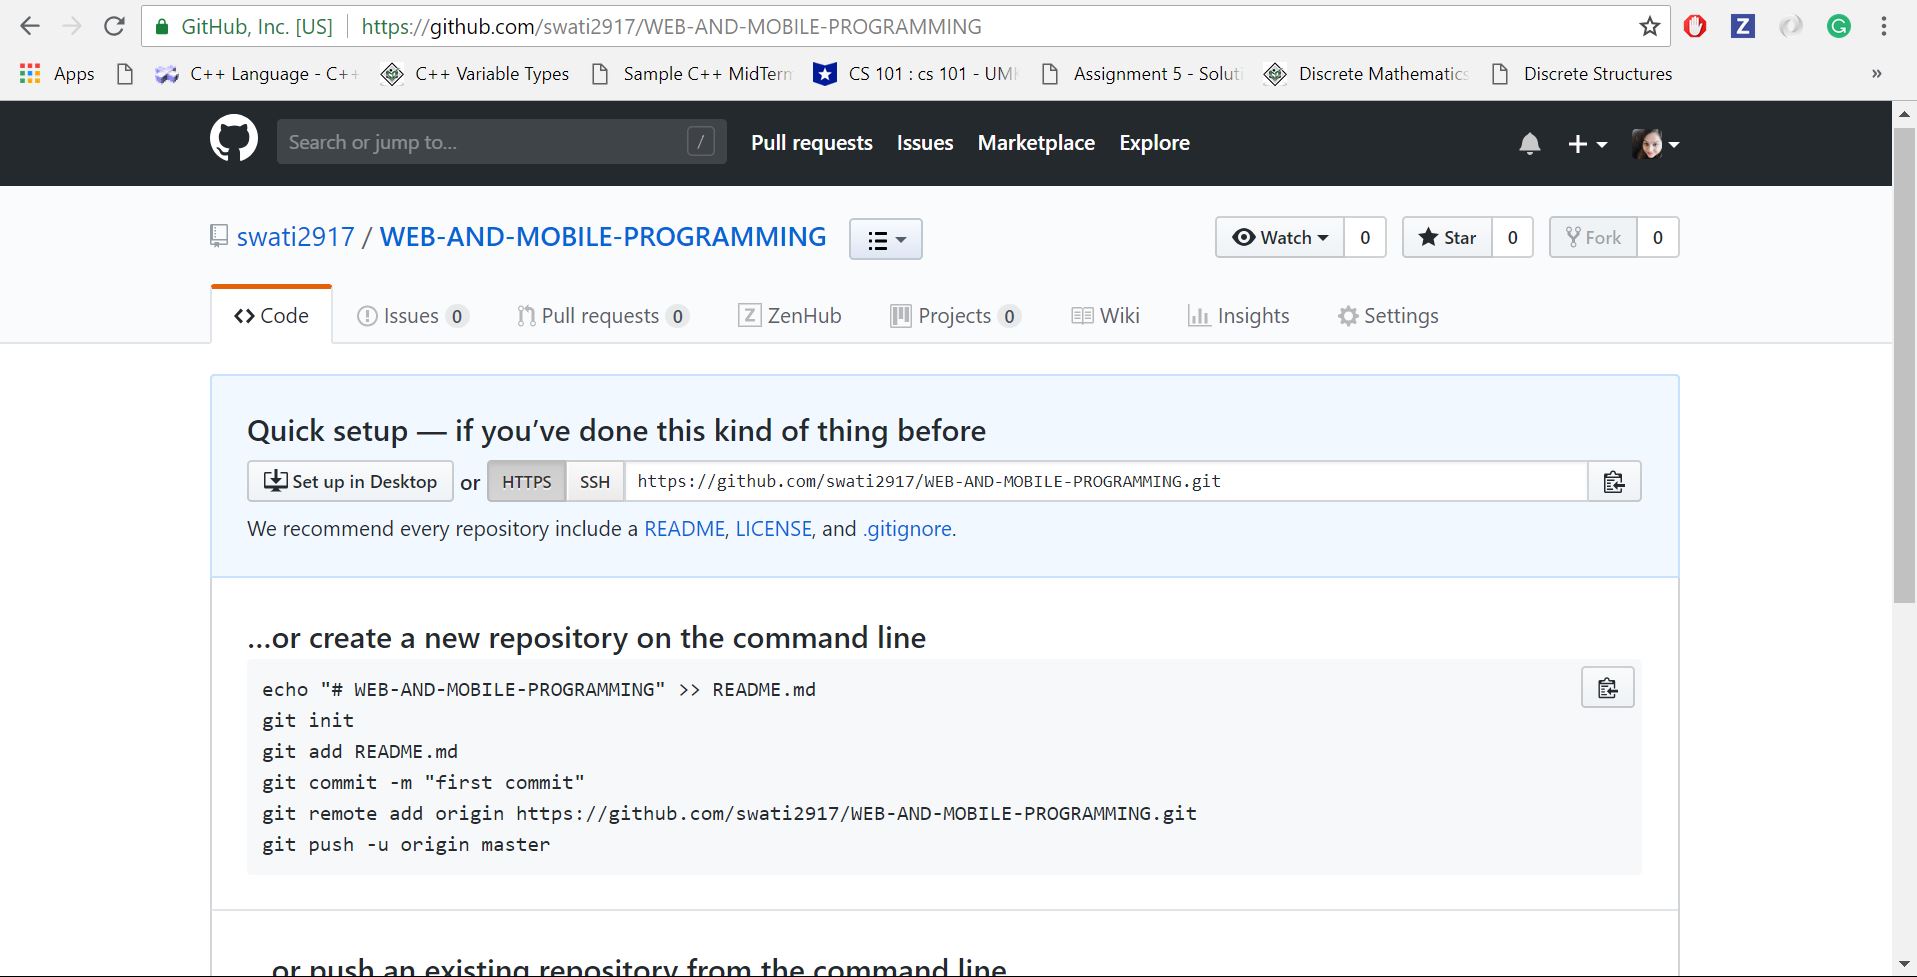 GitHub, Inc. [US] https://github.com/swati2917/WEB-AND-MOBILE-PROGRAMMING
Apps C++ Language - C++ C++ Variable Types Sample C++ MidTerm CS 101 : cs 101 - UMK Assignment 5 - Soluti Discrete Mathematics Discrete Structures »
Search or jump to... / Pull requests Issues Marketplace Explore
swati2917 / WEB-AND-MOBILE-PROGRAMMING Watch 0 Star 0 Fork 0
Code Issues 0 Pull requests 0 Z ZenHub Projects 0 Wiki Insights Settings
Quick setup — if you’ve done this kind of thing before
Set up in Desktop or HTTPS SSH https://github.com/swati2917/WEB-AND-MOBILE-PROGRAMMING.git
We recommend every repository include a README, LICENSE, and .gitignore.
…or create a new repository on the command line
echo "# WEB-AND-MOBILE-PROGRAMMING" >> README.md
git init
git add README.md
git commit -m "first commit"
git remote add origin https://github.com/swati2917/WEB-AND-MOBILE-PROGRAMMING.git
git push -u origin master
…or push an existing repository from the command line